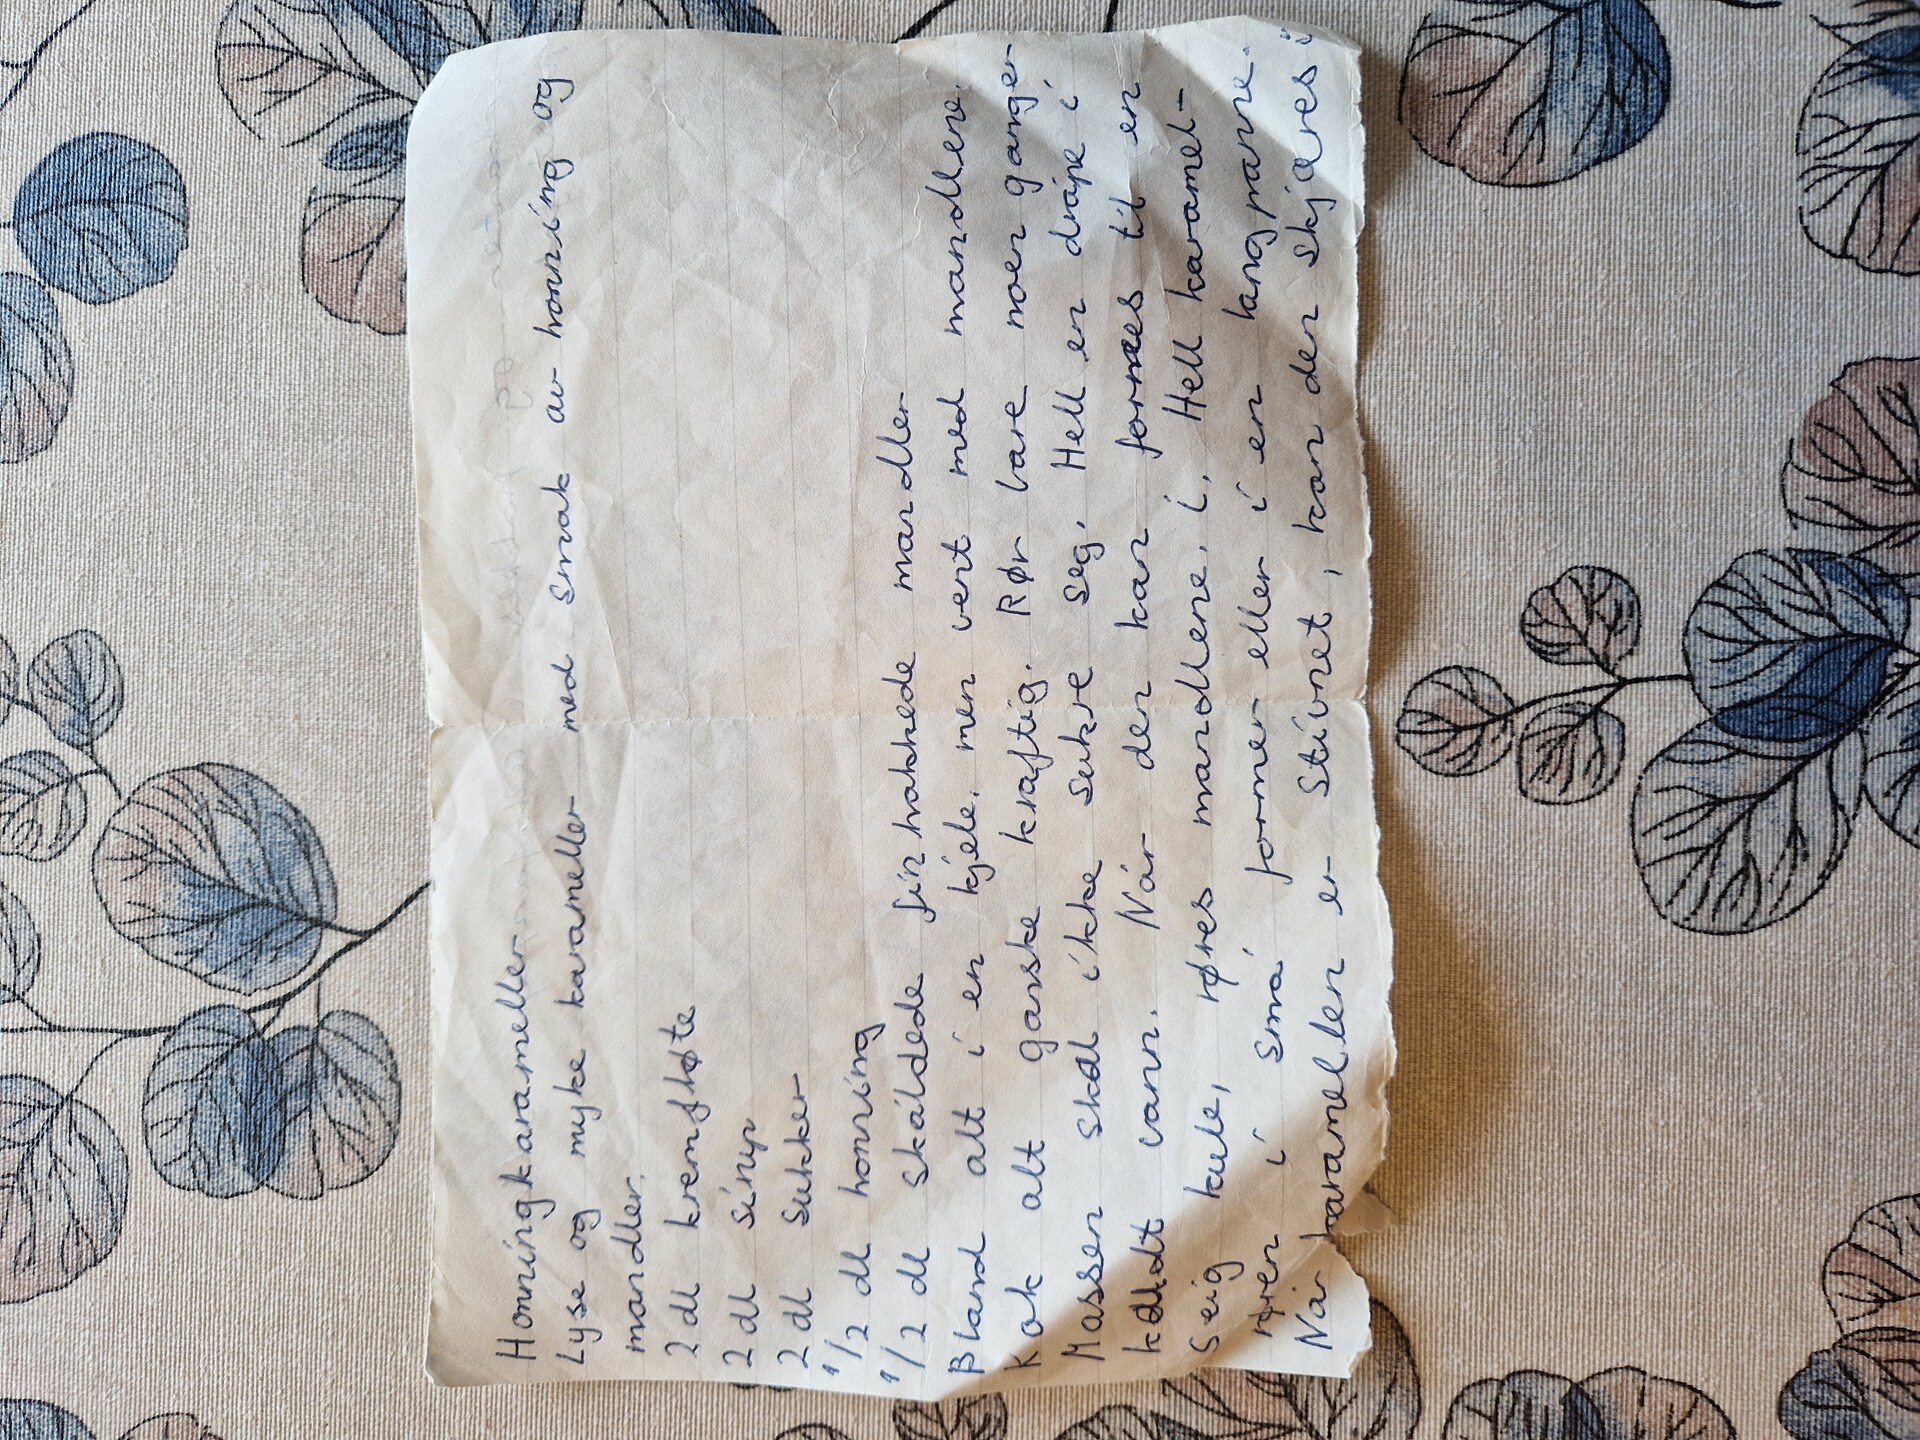 Honningkarameller
Lyse og myke karameller med smak av honning og
mandler.
2 dl kremfløte
2 dl sirup
2 dl sukker
1/2 dl honning
1/2 dl skåldede finhakkede mandler
Bland alt i en kjele. men vent med mandlene.
Kok alt ganske kraftig. Rør bare noen ganger
Massen skal ikke sukre seg. Hell en dråpe i
kaldt vann. Når den kan formes til en
seig kule, røres mandlene. i. Hell karamel-
røren i små former eller i en langpanne.
Når karamellen er stivnet, kan den skjæres i